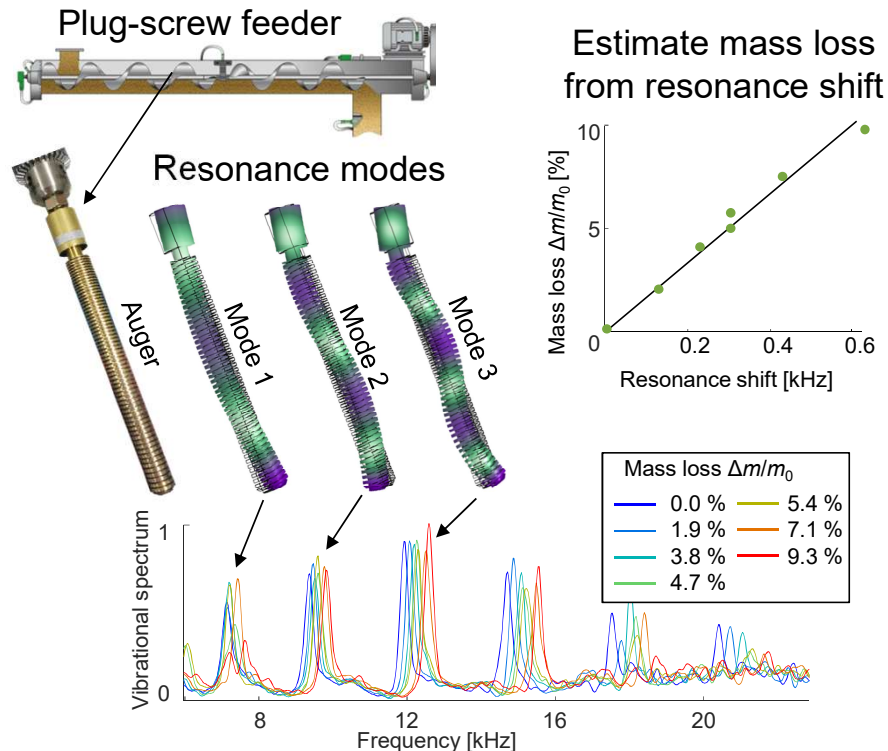 Plug-screw feeder
Estimate mass loss
from resonance shift
Resonance modes
Auger
Mode 1
Mode 2
Mode 3
Mass loss Δm/m₀ [%]
10
5
0
0.2
0.4
0.6
Resonance shift [kHz]
Mass loss Δm/m₀
0.0 %
1.9 %
3.8 %
4.7 %
5.4 %
7.1 %
9.3 %
Vibrational spectrum
1
0
8
12
16
20
Frequency [kHz]